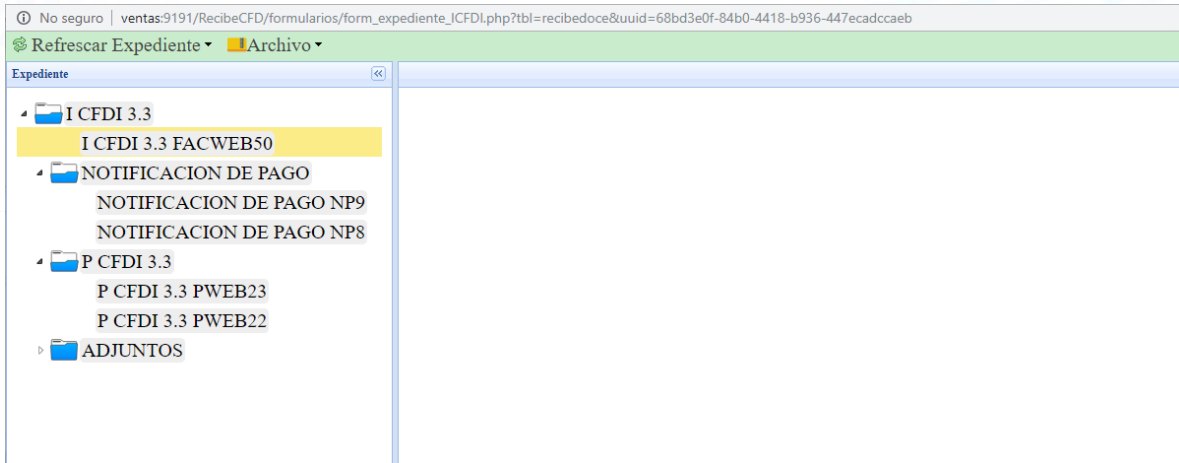 No seguro | ventas:9191/RecibeCFD/formularios/form_expediente_ICFDI.php?tbl=recibedoce&uuid=68bd3e0f-84b0-4418-b936-447ecadccaeb
Refrescar Expediente Archivo
Expediente
I CFDI 3.3
I CFDI 3.3 FACWEB50
NOTIFICACION DE PAGO
NOTIFICACION DE PAGO NP9
NOTIFICACION DE PAGO NP8
P CFDI 3.3
P CFDI 3.3 PWEB23
P CFDI 3.3 PWEB22
ADJUNTOS